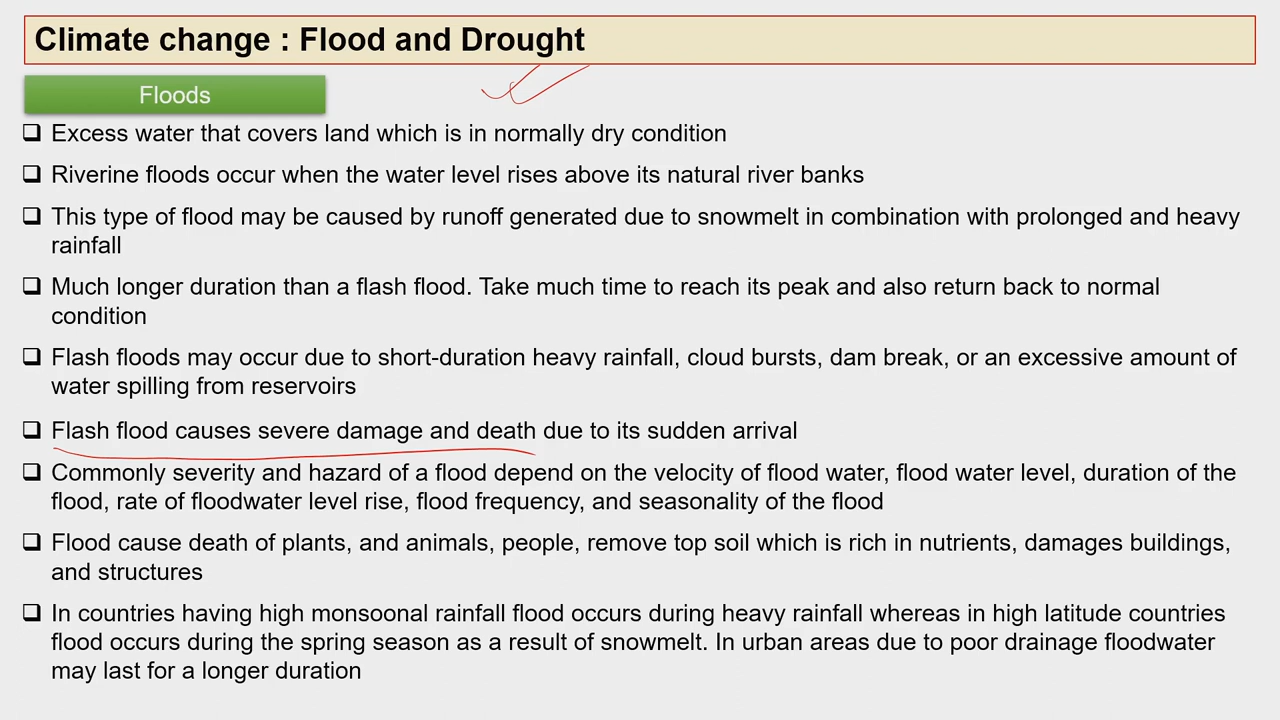 Climate change : Flood and Drought
Floods
❑ Excess water that covers land which is in normally dry condition
❑ Riverine floods occur when the water level rises above its natural river banks
❑ This type of flood may be caused by runoff generated due to snowmelt in combination with prolonged and heavy
rainfall
❑ Much longer duration than a flash flood. Take much time to reach its peak and also return back to normal
condition
❑ Flash floods may occur due to short-duration heavy rainfall, cloud bursts, dam break, or an excessive amount of
water spilling from reservoirs
❑ Flash flood causes severe damage and death due to its sudden arrival
❑ Commonly severity and hazard of a flood depend on the velocity of flood water, flood water level, duration of the
flood, rate of floodwater level rise, flood frequency, and seasonality of the flood
❑ Flood cause death of plants, and animals, people, remove top soil which is rich in nutrients, damages buildings,
and structures
❑ In countries having high monsoonal rainfall flood occurs during heavy rainfall whereas in high latitude countries
flood occurs during the spring season as a result of snowmelt. In urban areas due to poor drainage floodwater
may last for a longer duration